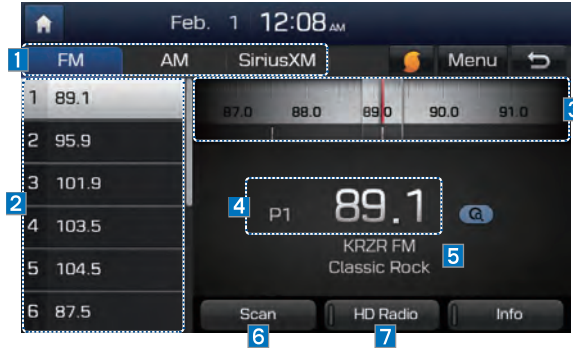 Feb. 1 12:08 AM
1 FM AM SiriusXM Menu
1 89.1
2 95.9
3 101.9
4 103.5
5 104.5
6 87.5
2
87.0 88.0 89.0 90.0 91.0 3
4 P1 89.1
KRZR FM
Classic Rock
5
Scan HD Radio Info
6 7